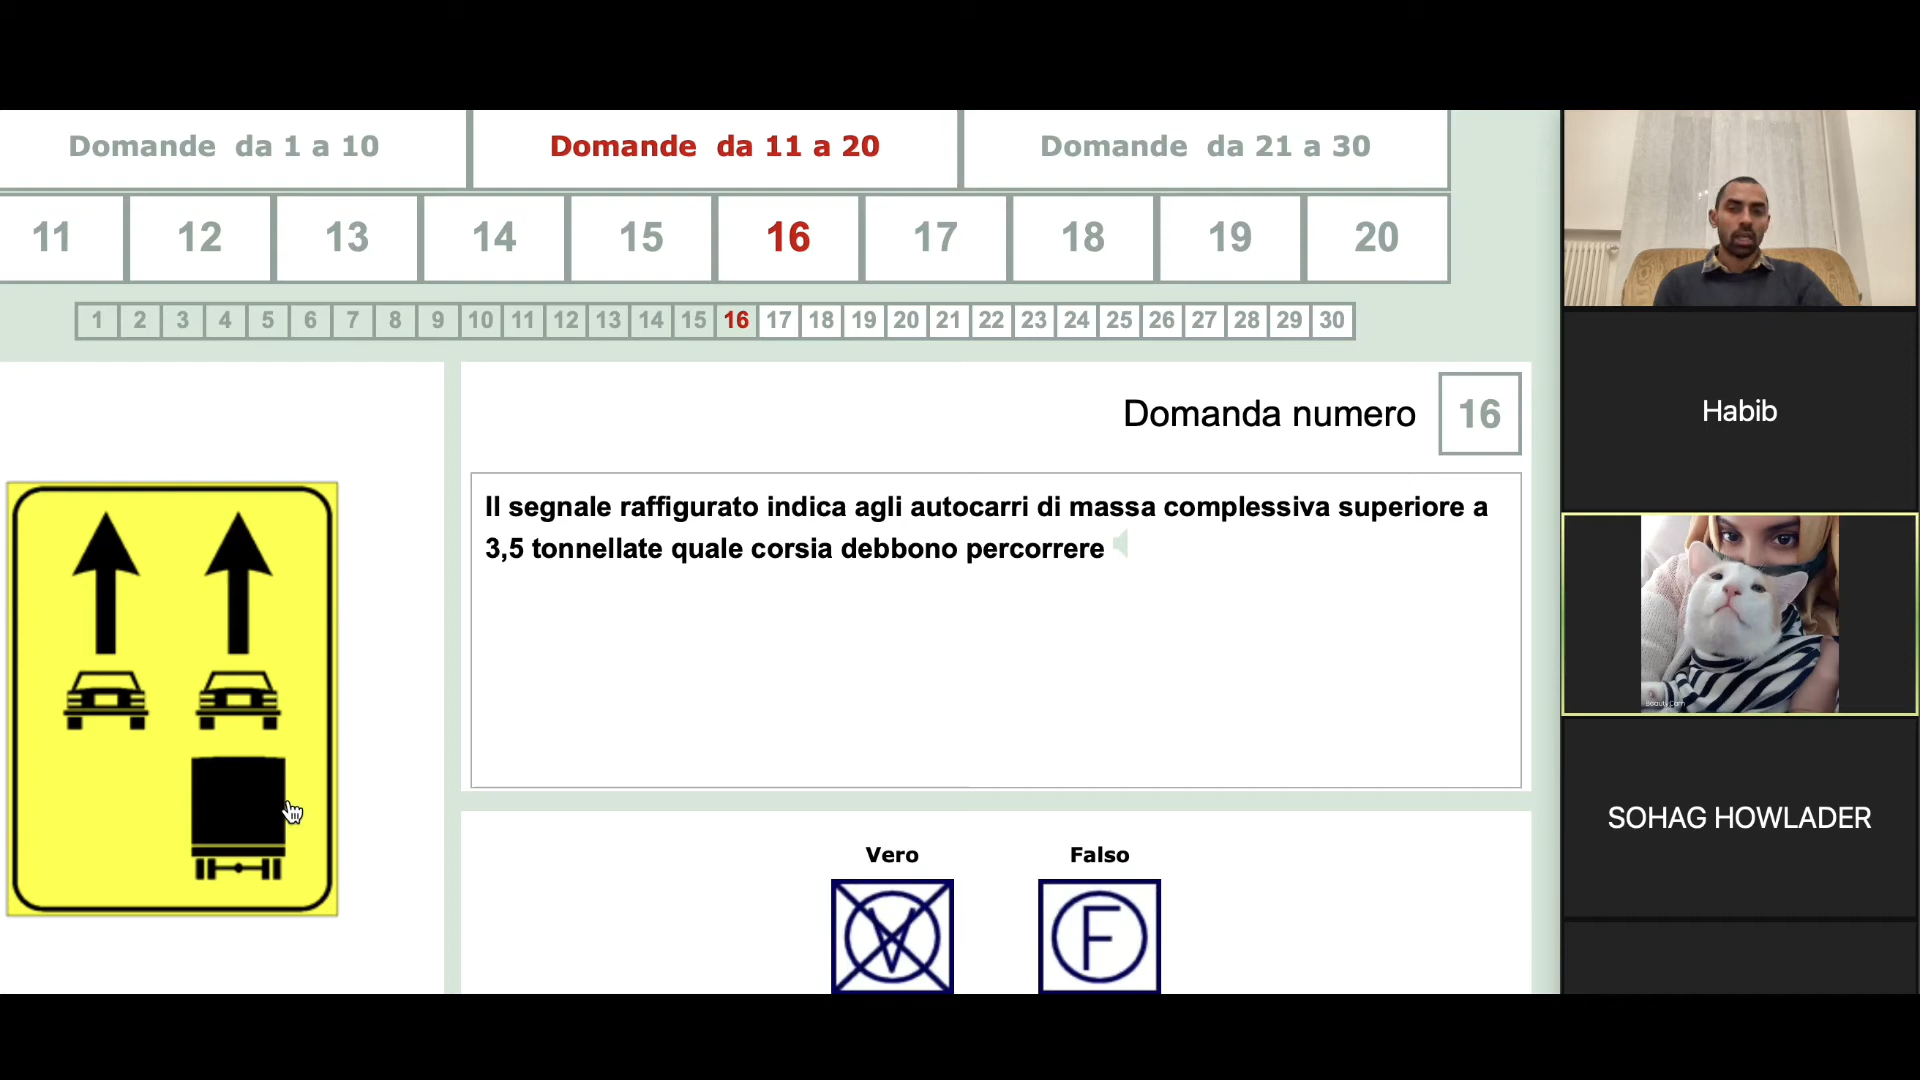 Domande da 1 a 10
Domande da 11 a 20
Domande da 21 a 30
11 12 13 14 15 16 17 18 19 20
1 2 3 4 5 6 7 8 9 10 11 12 13 14 15 16 17 18 19 20 21 22 23 24 25 26 27 28 29 30
Domanda numero 16
Il segnale raffigurato indica agli autocarri di massa complessiva superiore a
3,5 tonnellate quale corsia debbono percorrere
Vero
Falso
V
F
Habib
BeautyCam
SOHAG HOWLADER